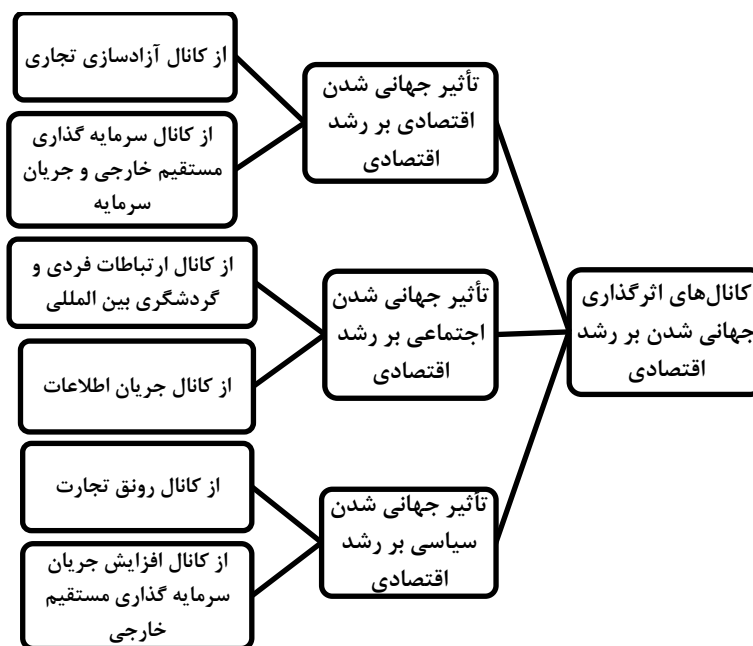 کانال‌های اثرگذاری
جهانی شدن بر رشد
اقتصادی
تأثیر جهانی شدن
اقتصادی بر رشد
اقتصادی
از کانال آزادسازی تجاری
از کانال سرمایه گذاری
مستقیم خارجی و جریان
سرمایه
تأثیر جهانی شدن
اجتماعی بر رشد
اقتصادی
از کانال ارتباطات فردی و
گردشگری بین المللی
از کانال جریان اطلاعات
تأثیر جهانی شدن
سیاسی بر رشد
اقتصادی
از کانال رونق تجارت
از کانال افزایش جریان
سرمایه گذاری مستقیم
خارجی